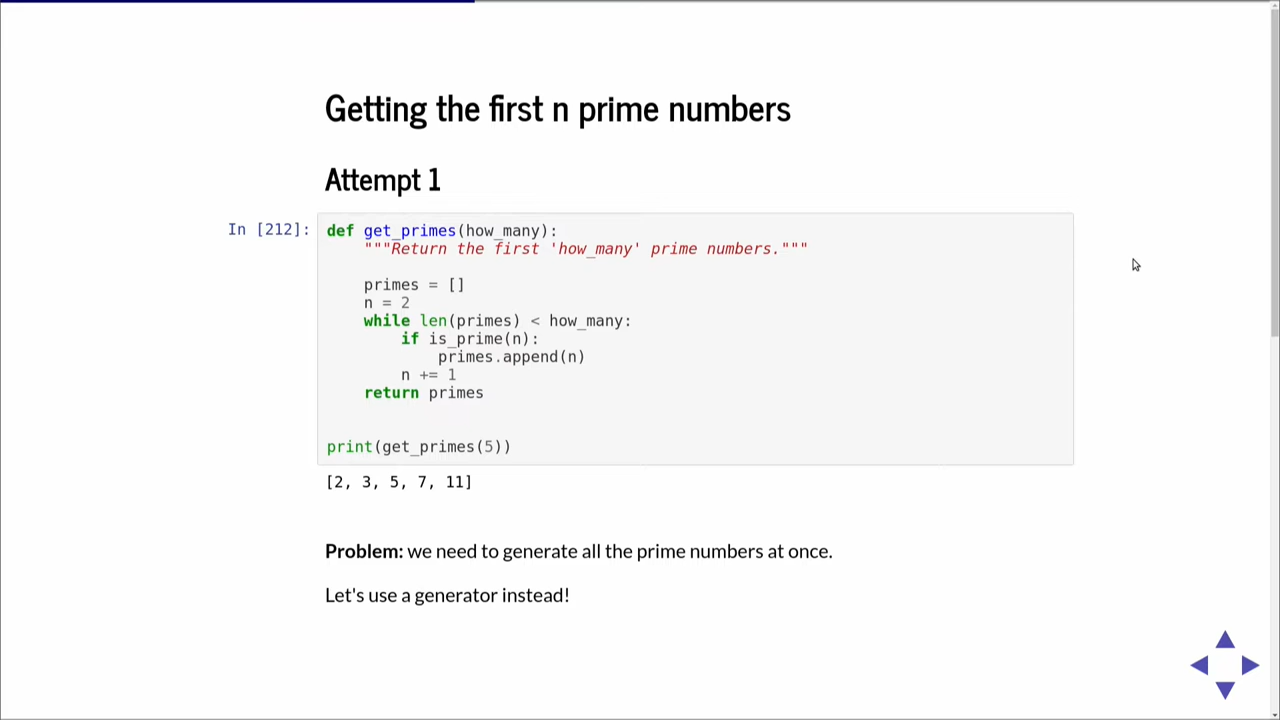 Getting the first n prime numbers
Attempt 1
In [212]:
def get_primes(how_many):
    """Return the first 'how_many' prime numbers."""
    primes = []
    n = 2
    while len(primes) < how_many:
        if is_prime(n):
            primes.append(n)
        n += 1
    return primes
print(get_primes(5))
[2, 3, 5, 7, 11]
Problem: we need to generate all the prime numbers at once.
Let's use a generator instead!